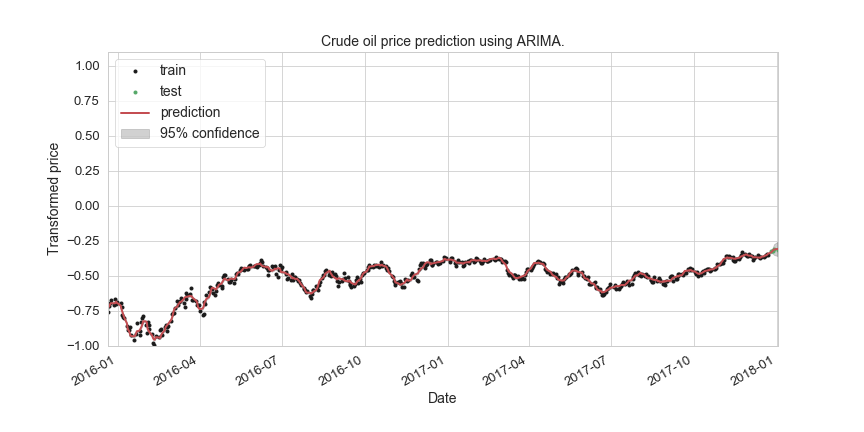 Crude oil price prediction using ARIMA.
1.00
0.75
0.50
0.25
0.00
−0.25
−0.50
−0.75
−1.00
Transformed price
train
test
prediction
95% confidence
2016-01
2016-04
2016-07
2016-10
2017-01
2017-04
2017-07
2017-10
2018-01
Date